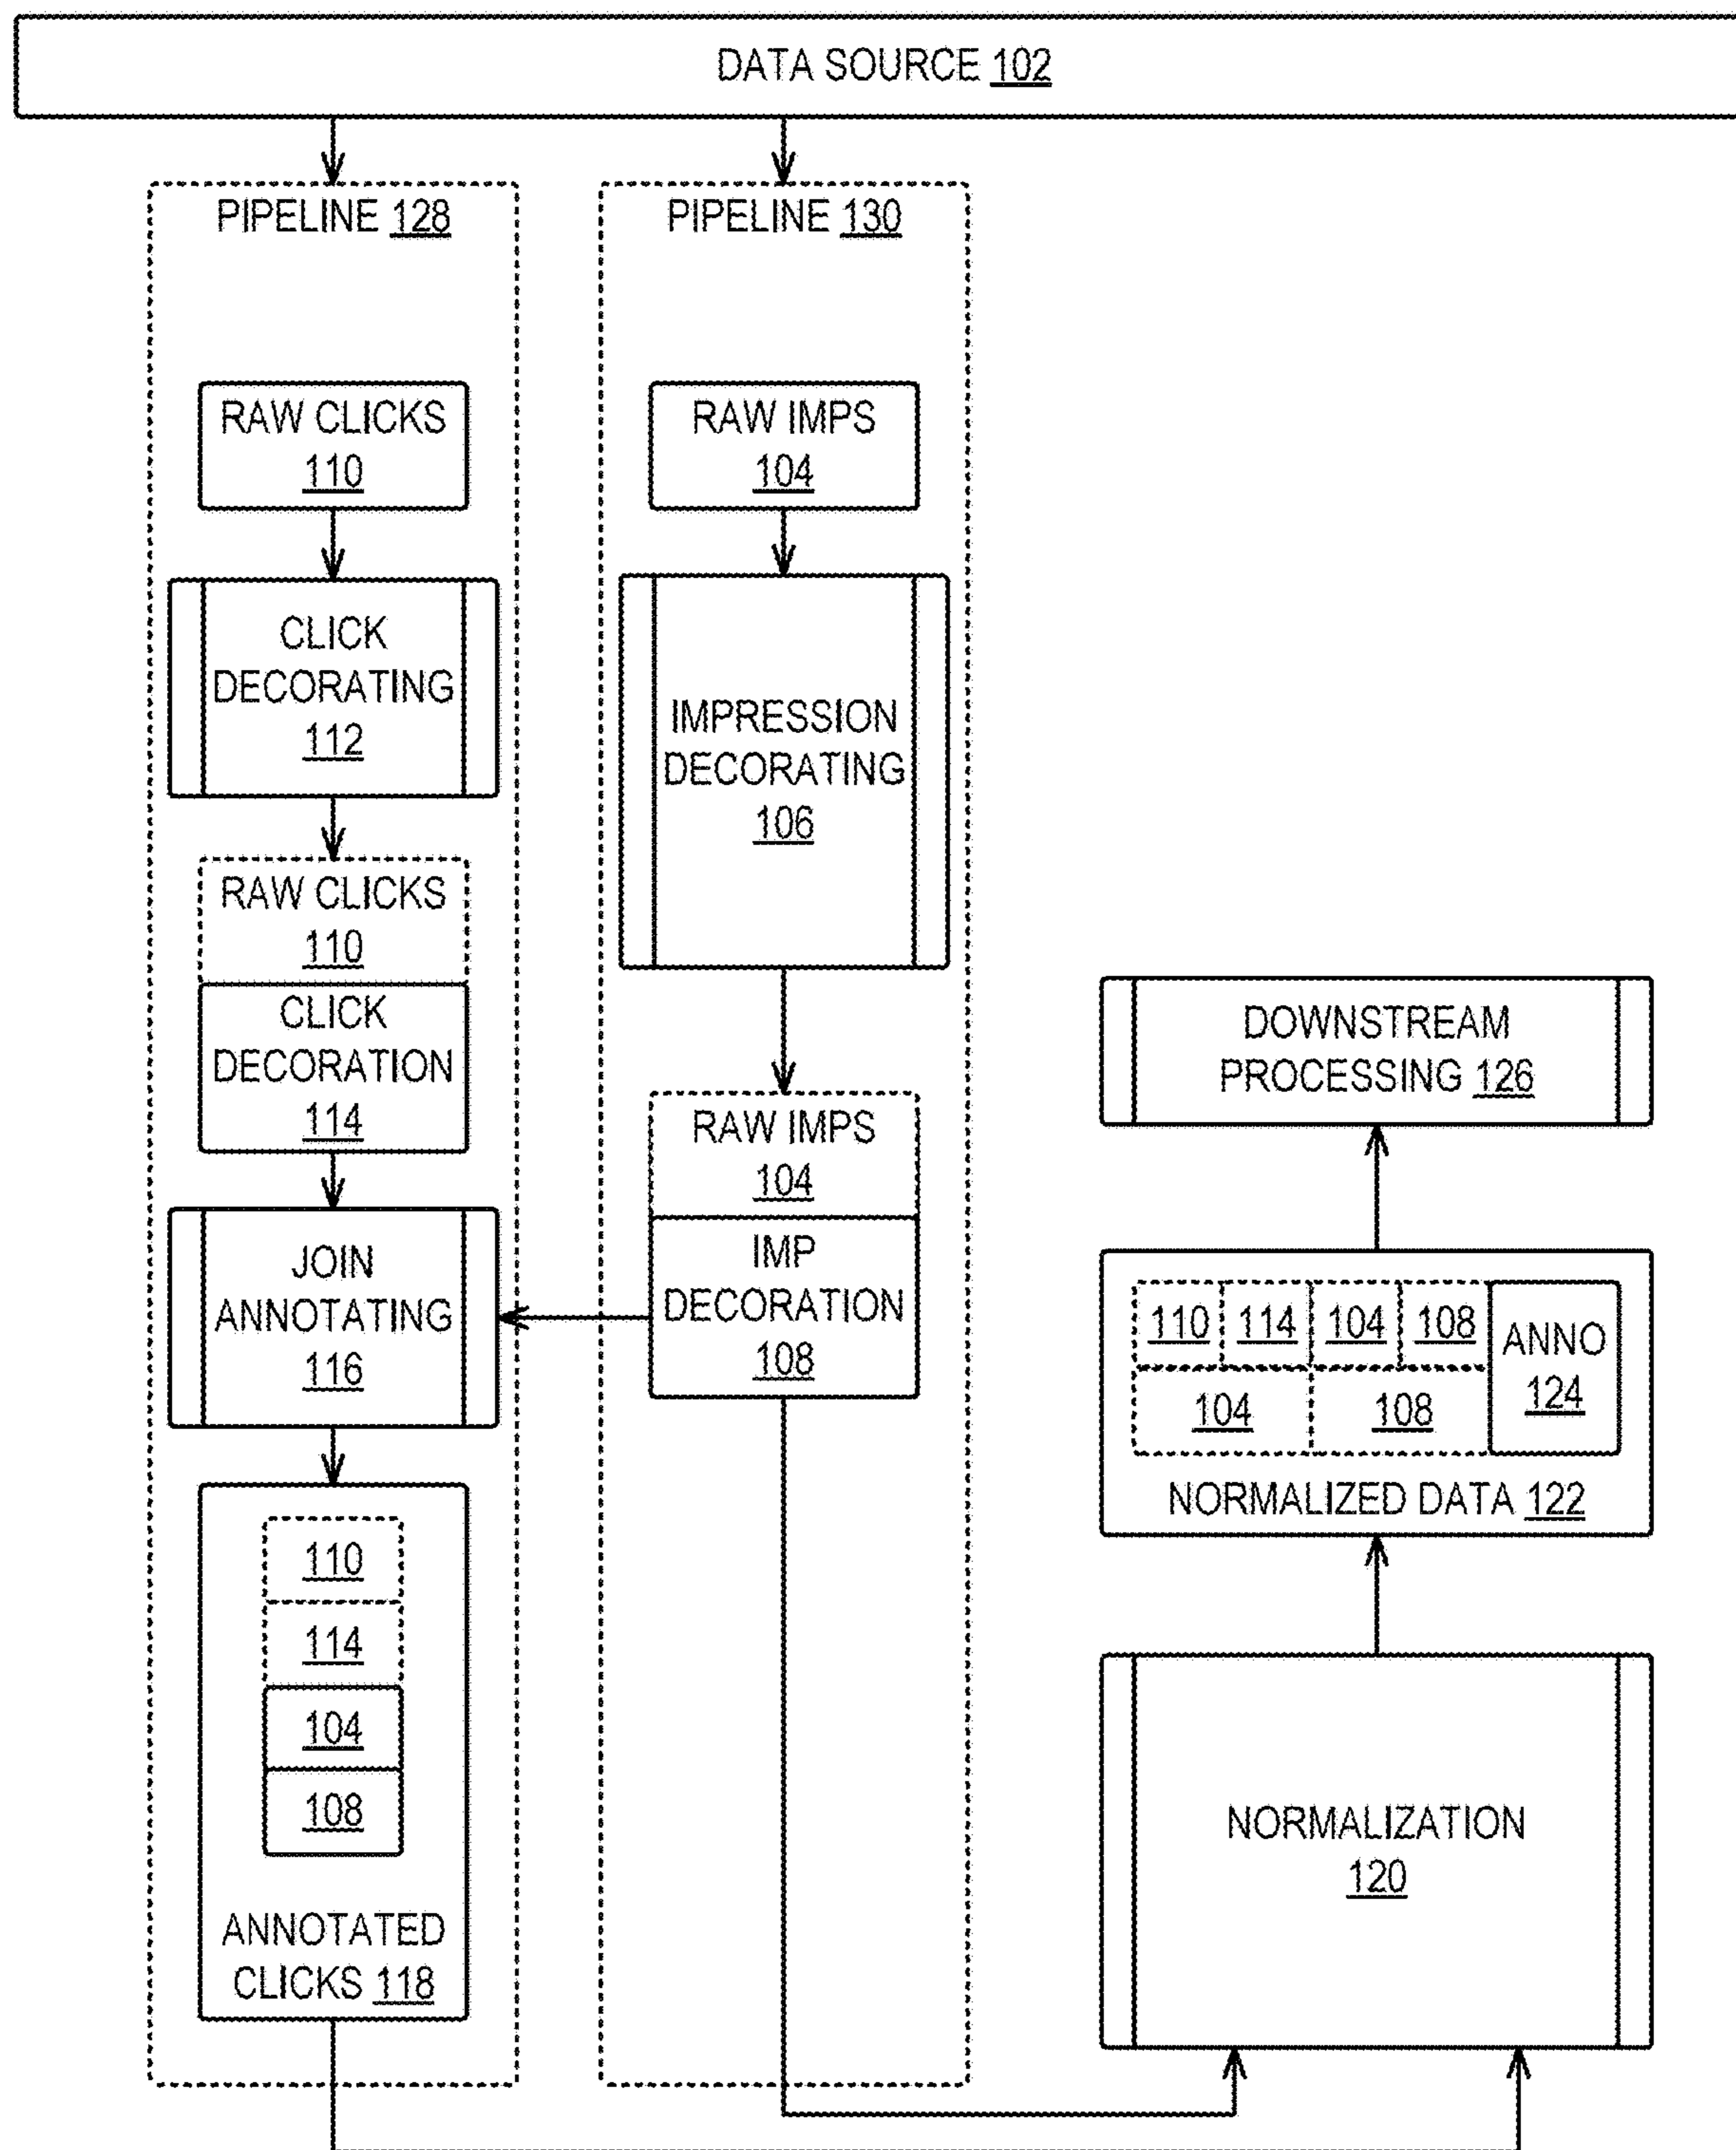 DATA SOURCE 102
PIPELINE 128
RAW CLICKS
110
CLICK
DECORATING
112
RAW CLICKS
110
CLICK
DECORATION
114
JOIN
ANNOTATING
116
110
114
104
108
ANNOTATED
CLICKS 118
PIPELINE 130
RAW IMPS
104
IMPRESSION
DECORATING
106
RAW IMPS
104
IMP
DECORATION
108
DOWNSTREAM
PROCESSING 126
110 114 104 108
ANNO
124
104 108
NORMALIZED DATA 122
NORMALIZATION
120